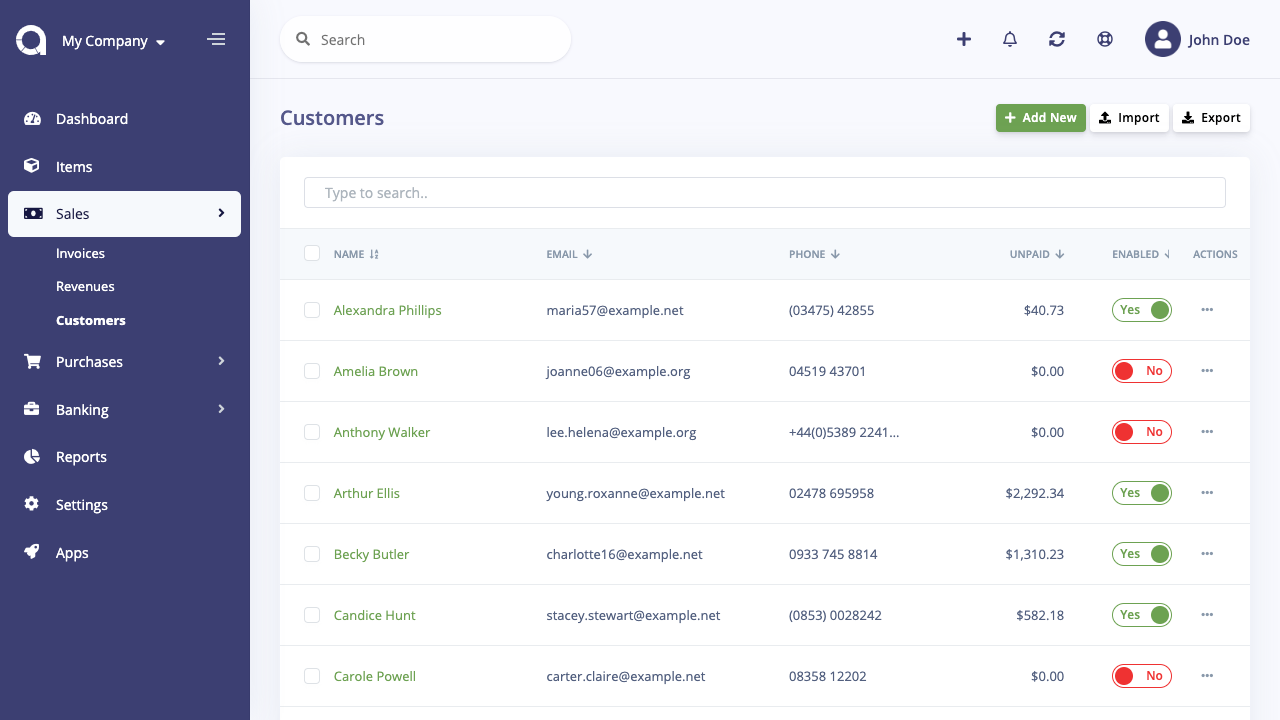 My Company
Search
John Doe
Dashboard
Items
Sales
Invoices
Revenues
Customers
Purchases
Banking
Reports
Settings
Apps
Customers
Add New
Import
Export
Type to search..
NAME EMAIL PHONE UNPAID ENABLED ACTIONS
Alexandra Phillips maria57@example.net (03475) 42855 $40.73 Yes
Amelia Brown joanne06@example.org 04519 43701 $0.00 No
Anthony Walker lee.helena@example.org +44(0)5389 2241... $0.00 No
Arthur Ellis young.roxanne@example.net 02478 695958 $2,292.34 Yes
Becky Butler charlotte16@example.net 0933 745 8814 $1,310.23 Yes
Candice Hunt stacey.stewart@example.net (0853) 0028242 $582.18 Yes
Carole Powell carter.claire@example.net 08358 12202 $0.00 No